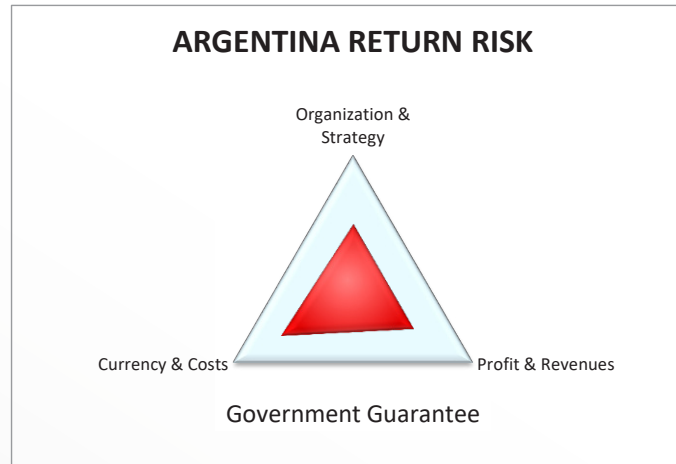 ARGENTINA RETURN RISK
Organization &
Strategy
Currency & Costs
Profit & Revenues
Government Guarantee